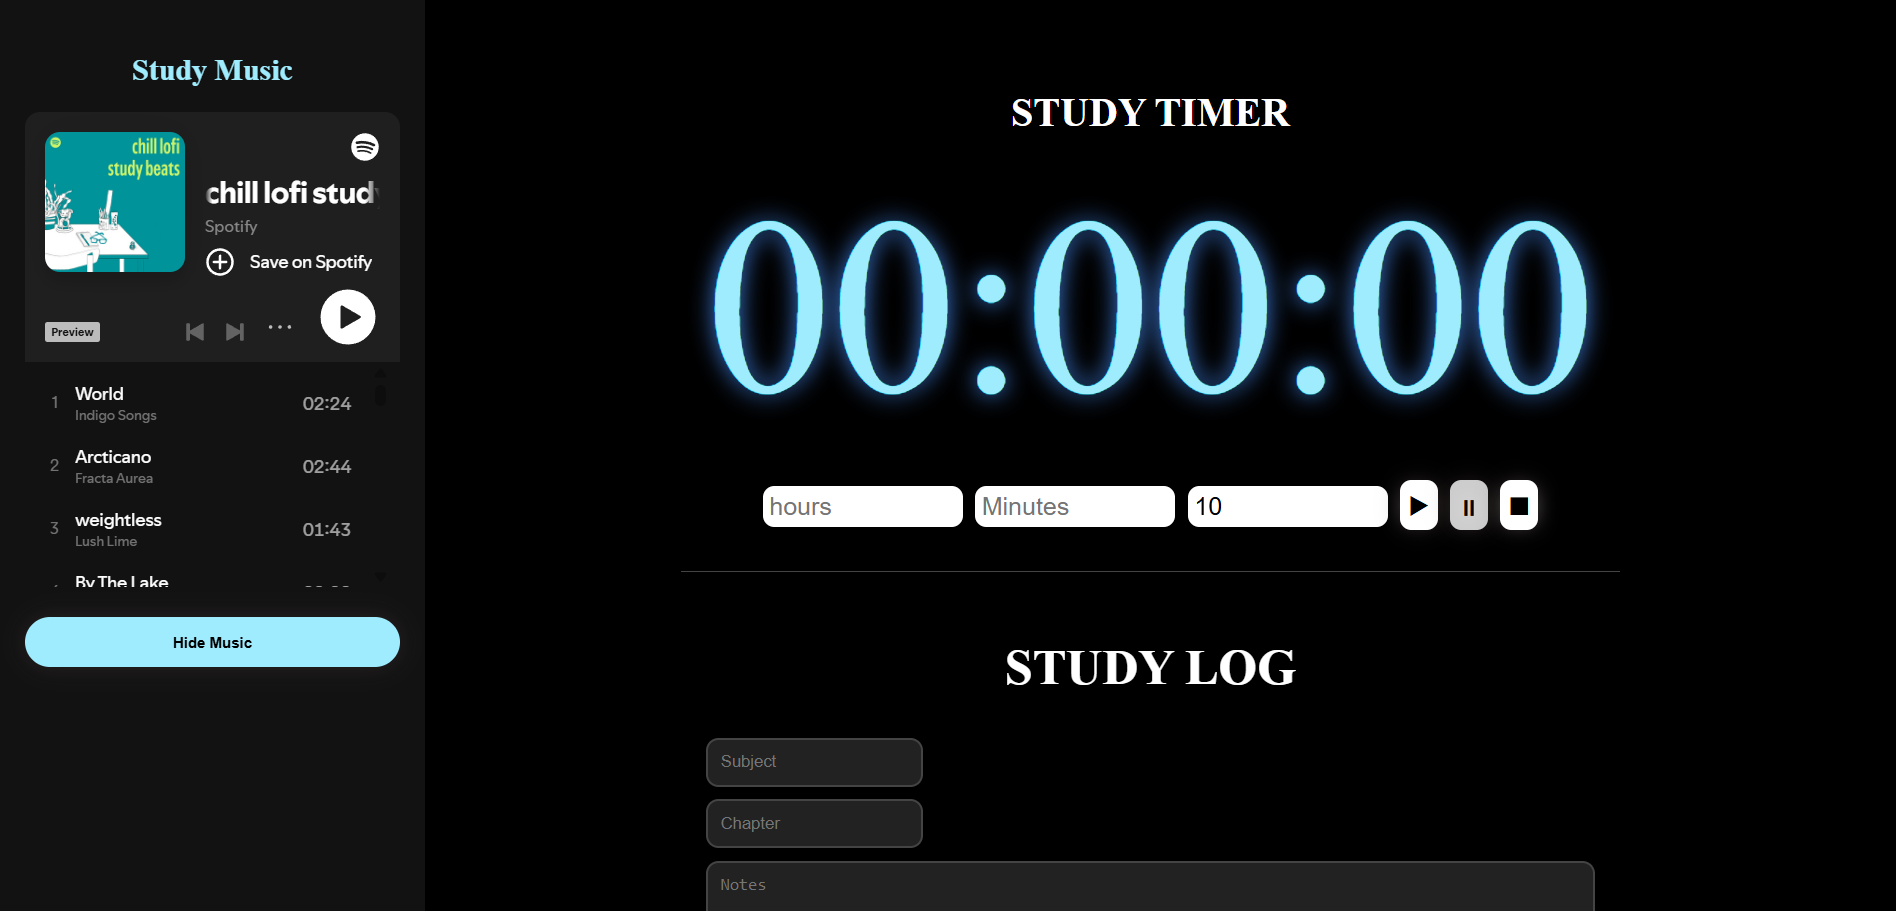 Study Music
chill lofi
study beats
chill lofi study
Spotify
Save on Spotify
Preview
1
World
Indigo Songs
02:24
2
Arcticano
Fracta Aurea
02:44
3
weightless
Lush Lime
01:43
By The Lake
Hide Music
STUDY TIMER
00:00:00
hours
Minutes
10
STUDY LOG
Subject
Chapter
Notes